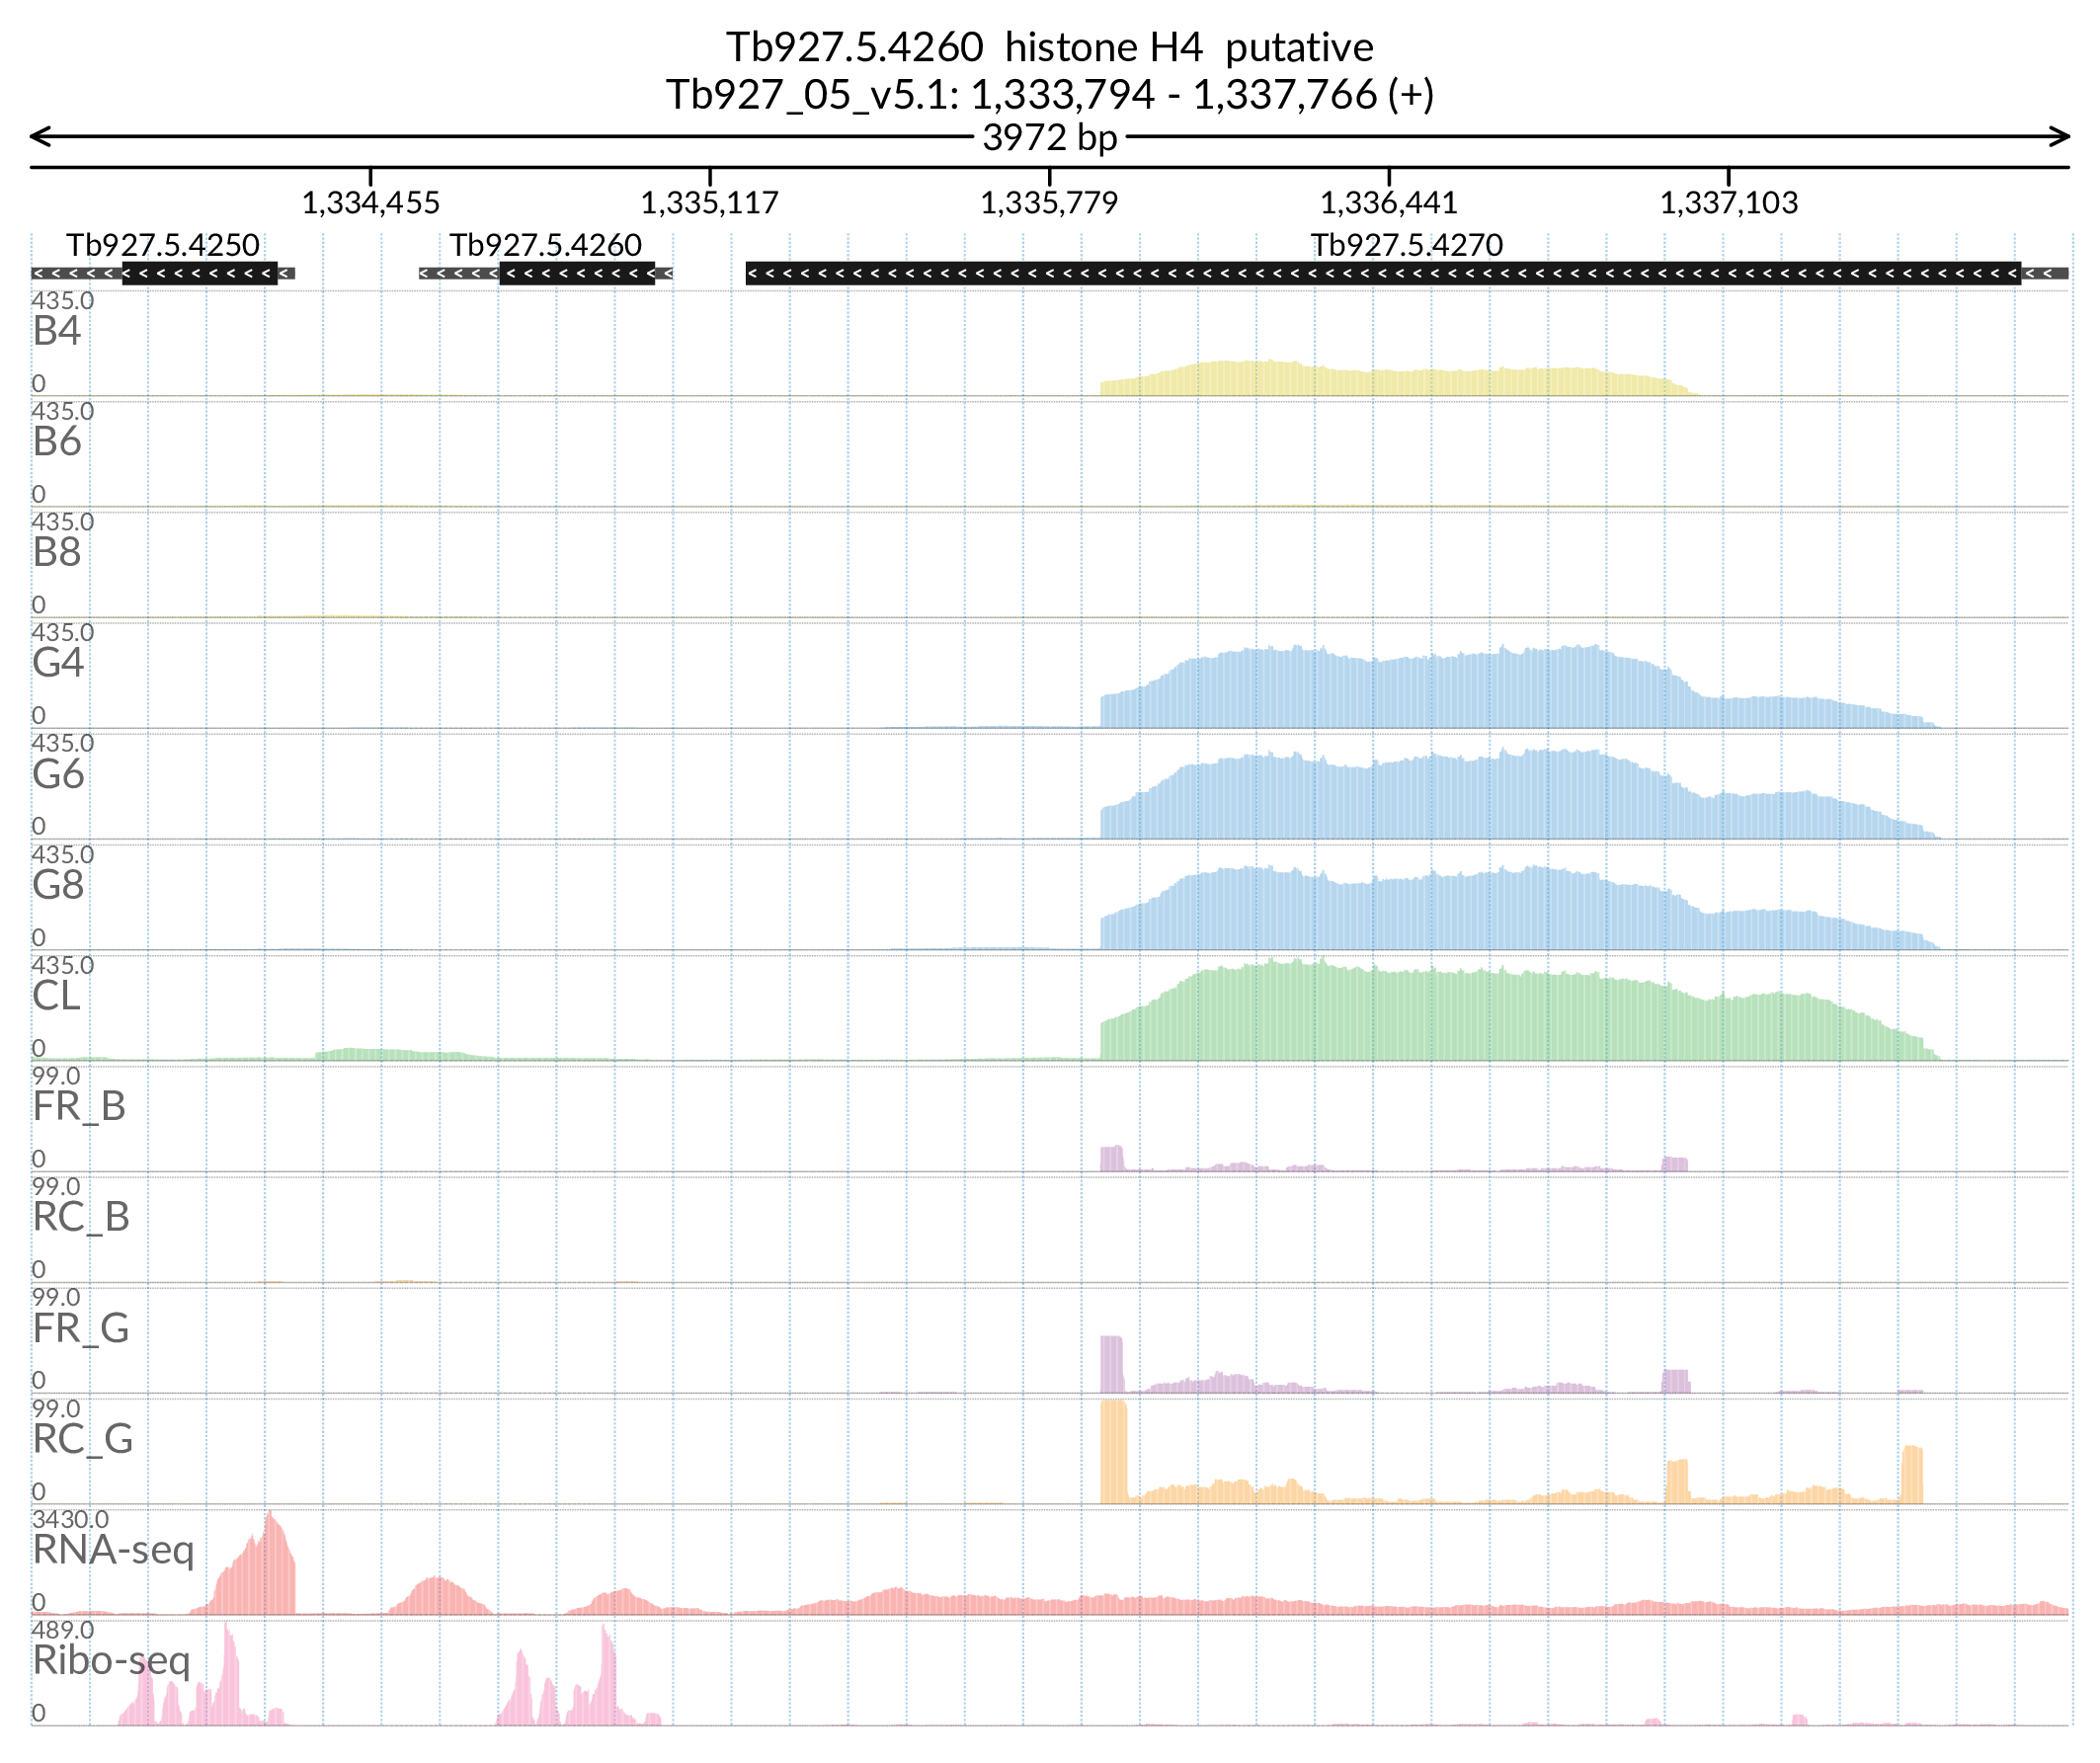 Tb927.5.4260 histone H4 putative
Tb927_05_v5.1: 1,333,794 - 1,337,766 (+)
3972 bp
1,334,455 1,335,117 1,335,779 1,336,441 1,337,103
Tb927.5.4250 Tb927.5.4260 Tb927.5.4270
435.0
B4
0
435.0
B6
0
435.0
B8
0
435.0
G4
0
435.0
G6
0
435.0
G8
0
435.0
CL
0
99.0
FR_B
0
99.0
RC_B
0
99.0
FR_G
0
99.0
RC_G
0
3430.0
RNA-seq
0
489.0
Ribo-seq
0